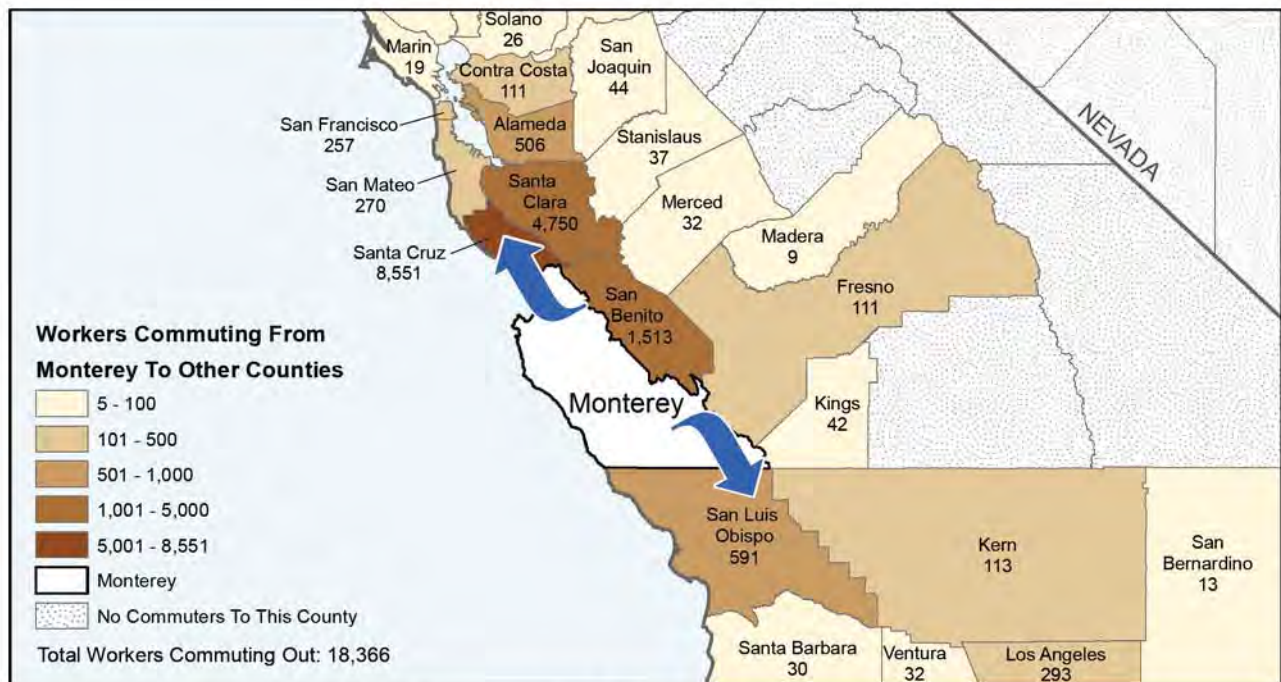 Solano
26
Marin
19
San
Joaquin
44
Contra Costa
111
San Francisco
257
Alameda
506
Stanislaus
37
NEVADA
San Mateo
270
Santa
Clara
4,750
Merced
32
Madera
9
Santa Cruz
8,551
San
Benito
1,513
Fresno
111
Monterey
Kings
42
San Luis
Obispo
591
Kern
113
San
Bernardino
13
Santa Barbara
30
Ventura
32
Los Angeles
293
Workers Commuting From
Monterey To Other Counties
5 - 100
101 - 500
501 - 1,000
1,001 - 5,000
5,001 - 8,551
Monterey
No Commuters To This County
Total Workers Commuting Out: 18,366